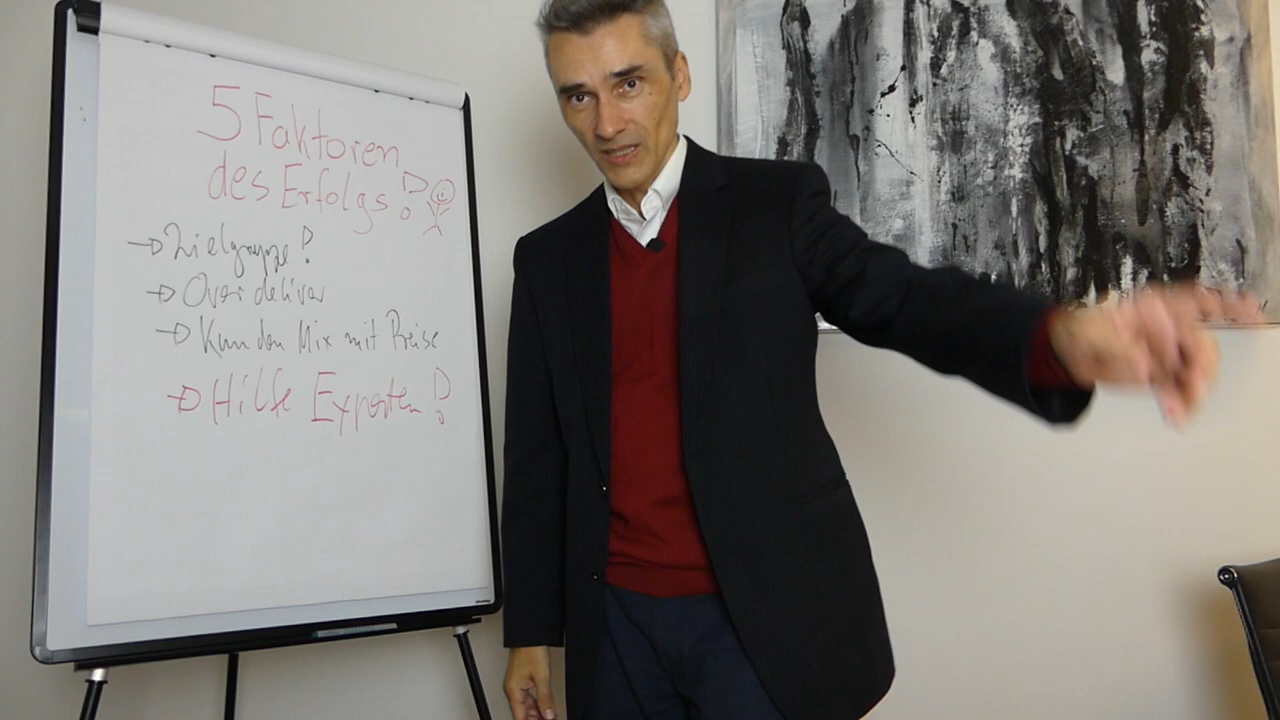 5 Faktoren
des Erfolgs!
→ Zielgruppe!
→ Over deliver
→ Kunden Mix mit Preise
→ Hilfe Experten!